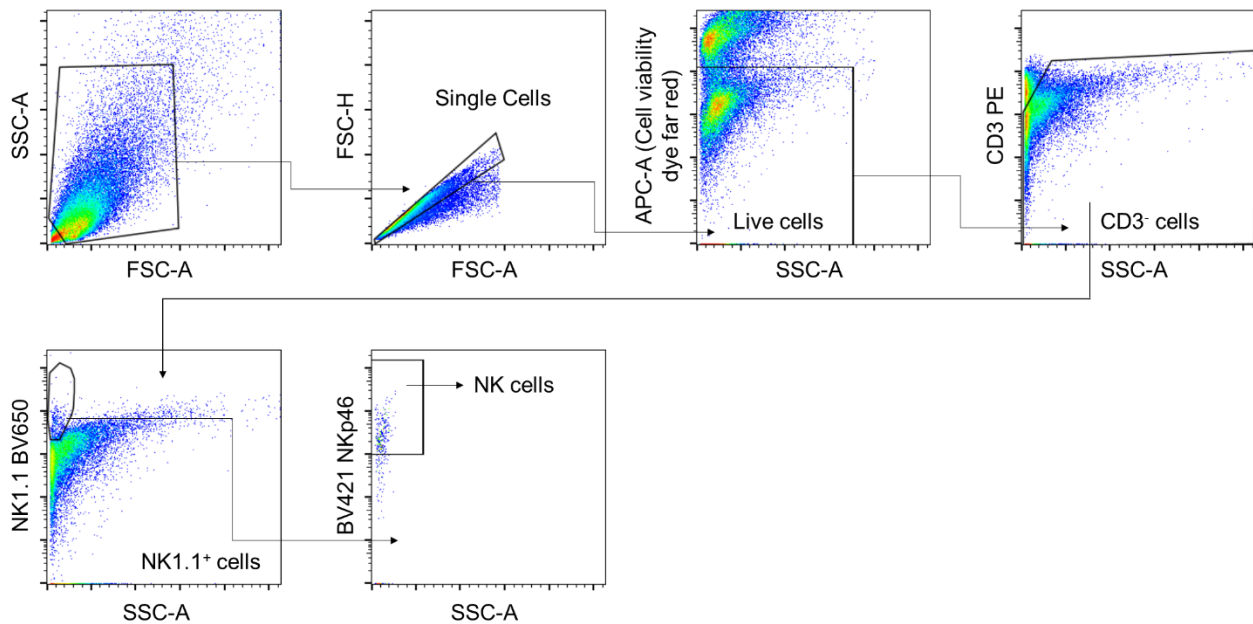 SSC-A
FSC-A
FSC-H
Single Cells
FSC-A
APC-A (Cell viability
dye far red)
Live cells
SSC-A
CD3 PE
CD3⁻ cells
SSC-A
NK1.1 BV650
NK1.1⁺ cells
SSC-A
BV421 NKp46
NK cells
SSC-A